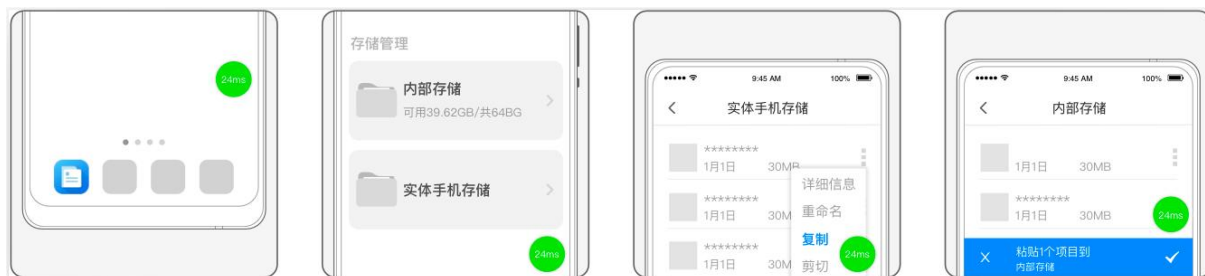 24ms
存储管理
内部存储
可用39.62GB/共64BG
实体手机存储
24ms
9:45 AM
100%
实体手机存储
********
1月1日 30MB
详细信息
********
重命名
1月1日 30M
复制
********
24ms
1月1日 30M
剪切
9:45 AM
100%
内部存储
1月1日 30MB
********
1月1日 30MB
24ms
X 粘贴1个项目到
内部存储